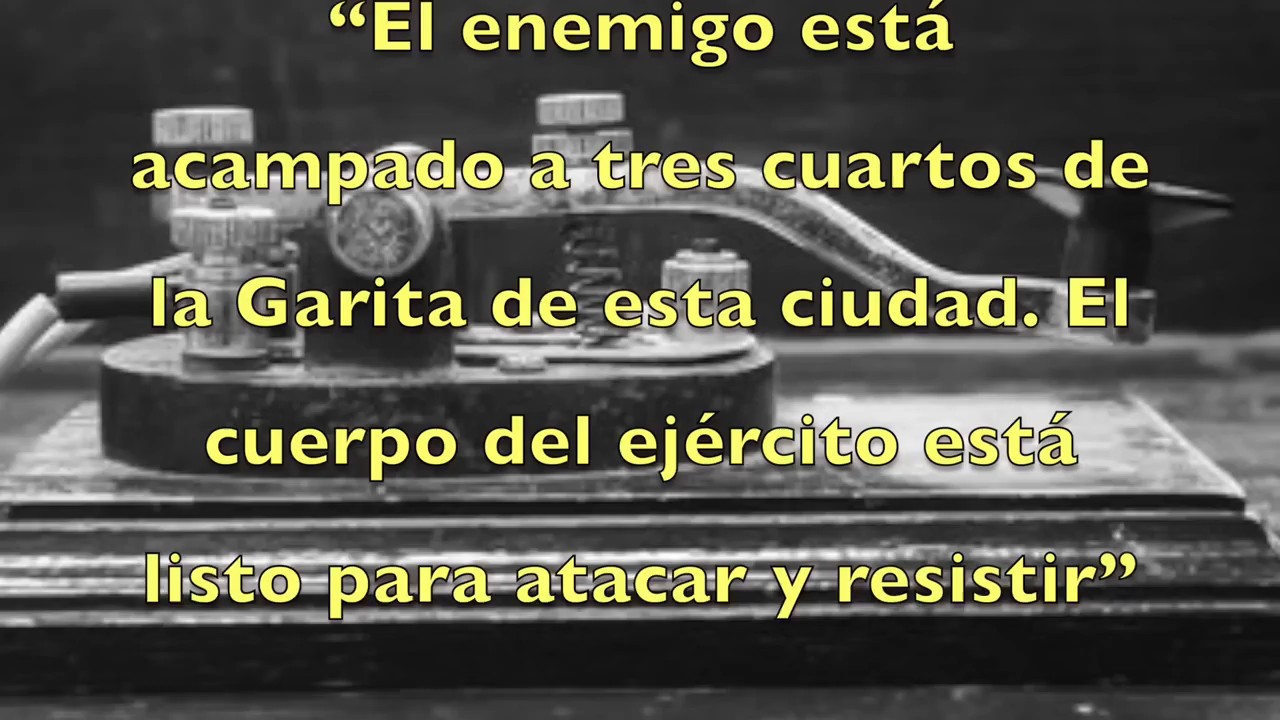 “El enemigo está
acampado a tres cuartos de
la Garita de esta ciudad. El
cuerpo del ejército está
listo para atacar y resistir”